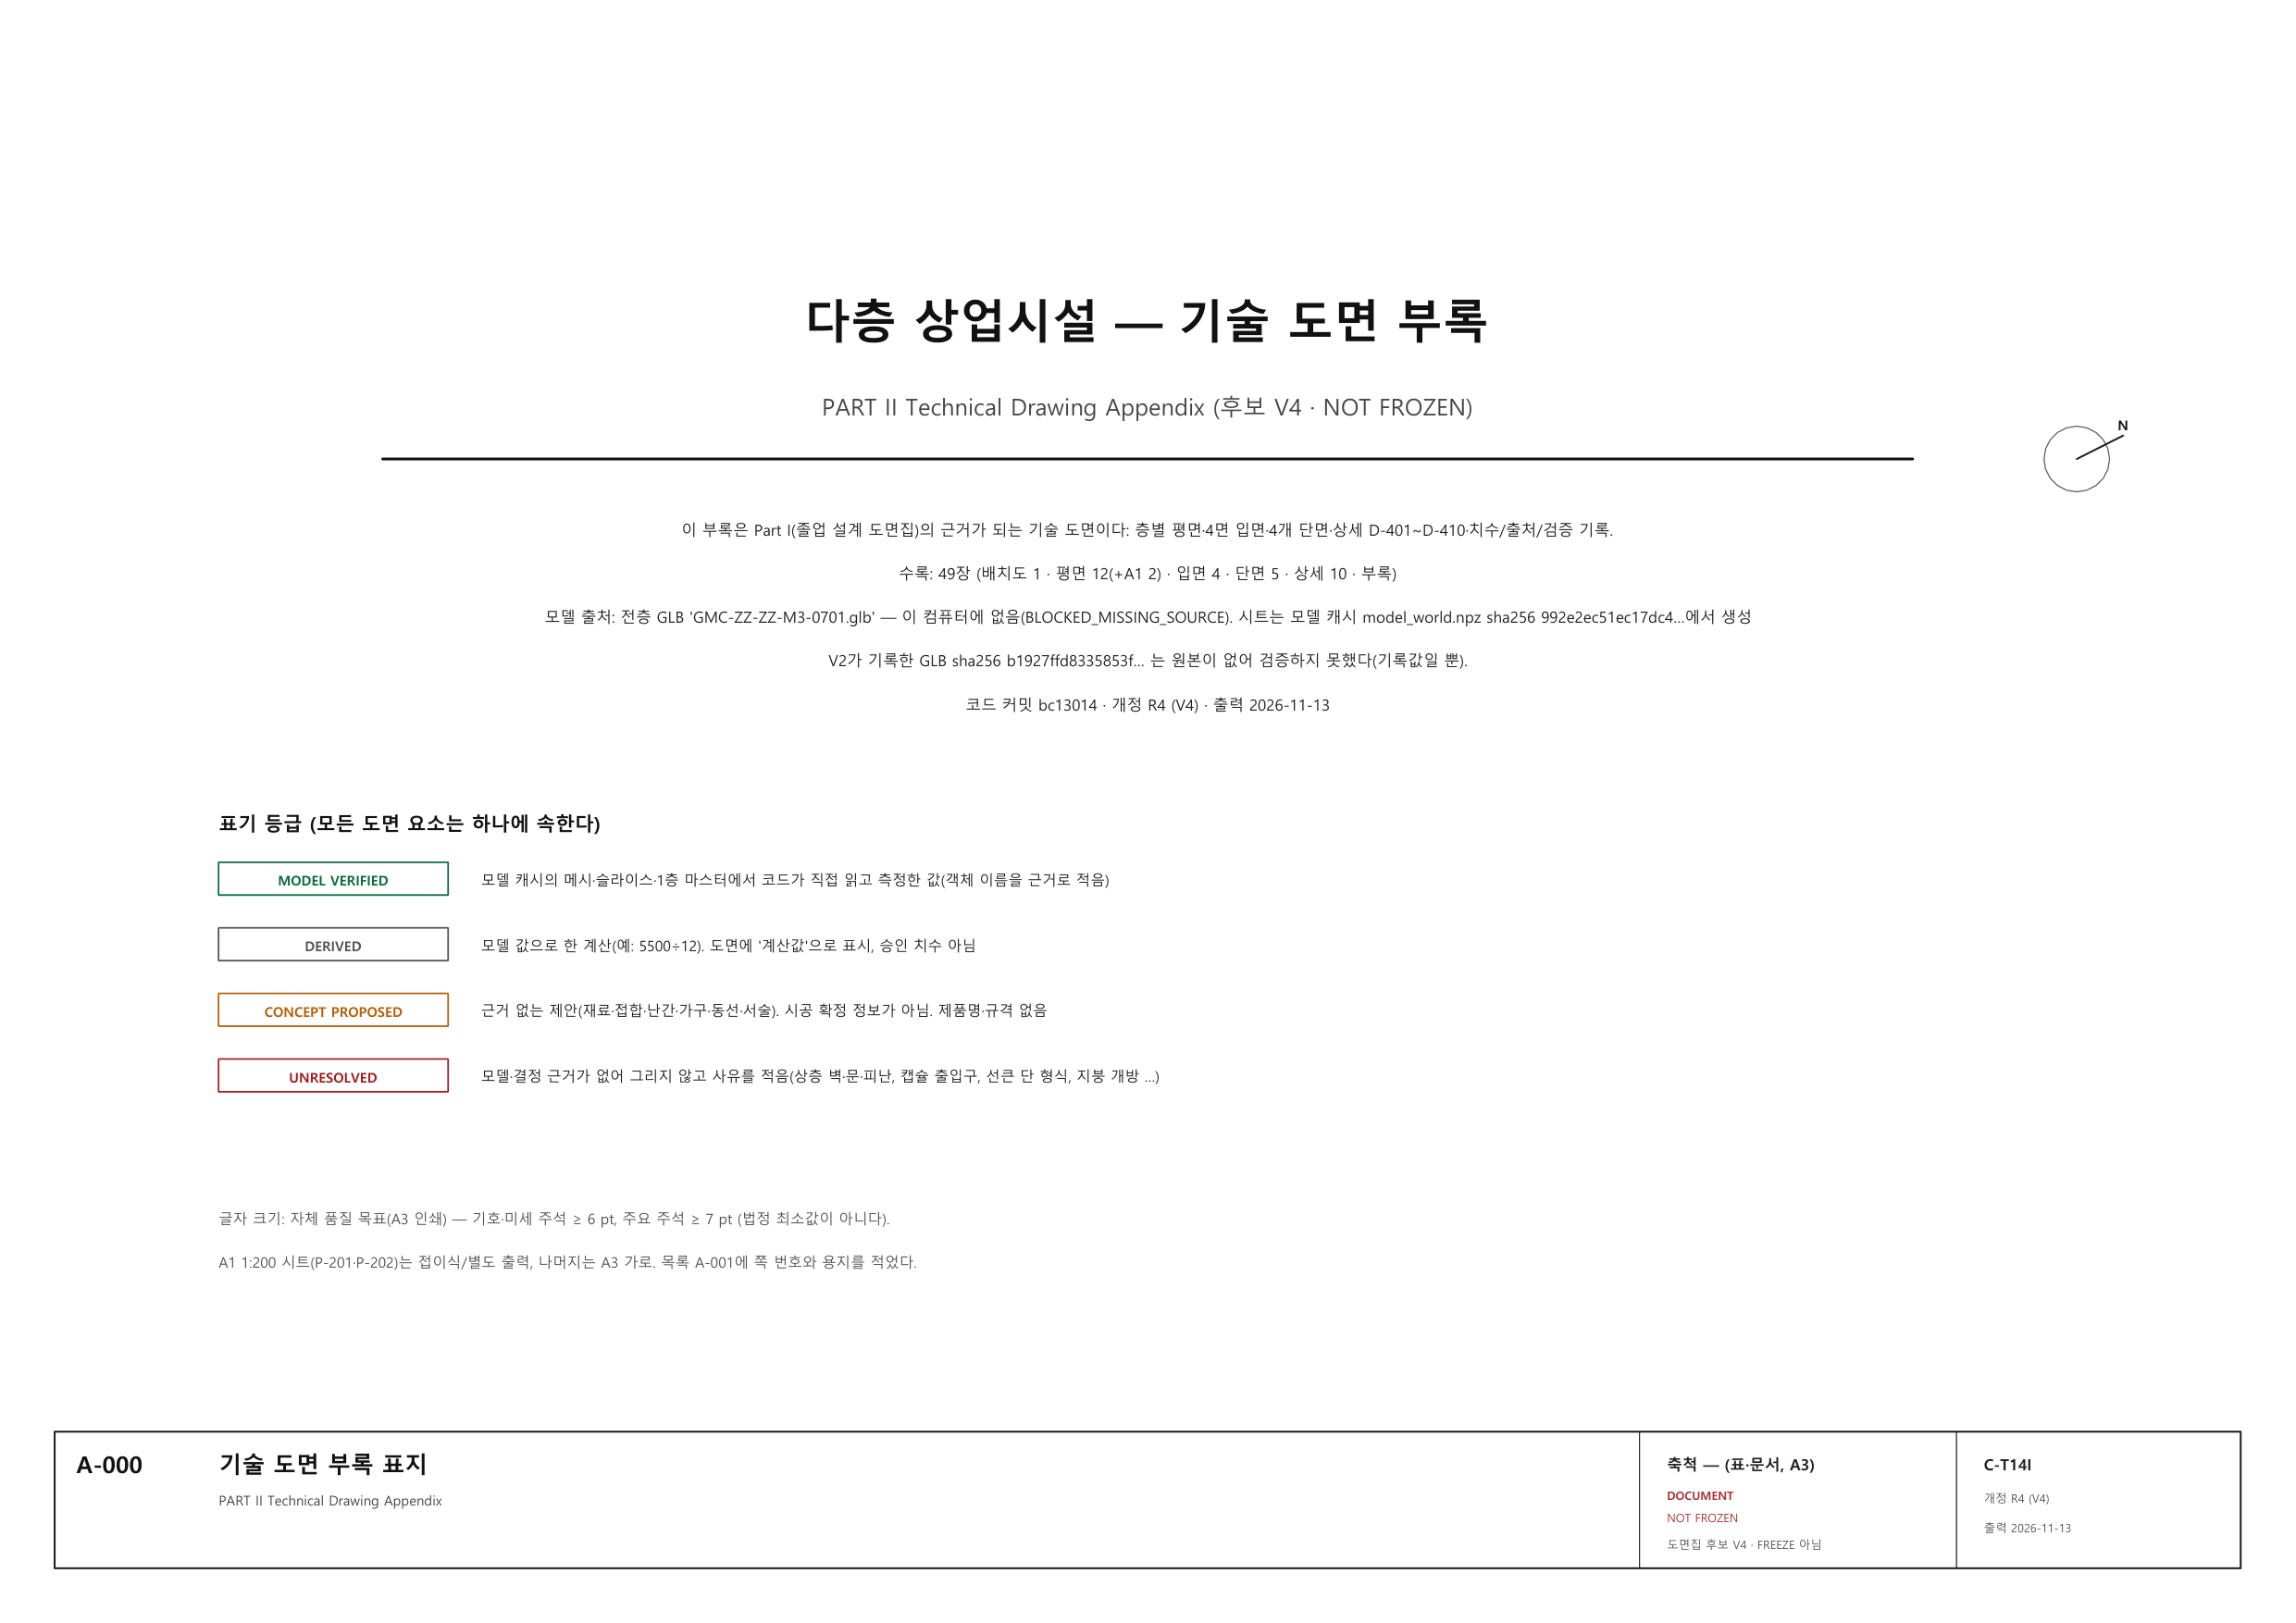 다층 상업시설 — 기술 도면 부록
PART II Technical Drawing Appendix (후보 V4 · NOT FROZEN)
N
이 부록은 Part I(졸업 설계 도면집)의 근거가 되는 기술 도면이다: 층별 평면·4면 입면·4개 단면·상세 D-401~D-410·치수/출처/검증 기록.
수록: 49장 (배치도 1 · 평면 12(+A1 2) · 입면 4 · 단면 5 · 상세 10 · 부록)
모델 출처: 전층 GLB 'GMC-ZZ-ZZ-M3-0701.glb' — 이 컴퓨터에 없음(BLOCKED_MISSING_SOURCE). 시트는 모델 캐시 model_world.npz sha256 992e2ec51ec17dc4…에서 생성
V2가 기록한 GLB sha256 b1927ffd8335853f… 는 원본이 없어 검증하지 못했다(기록값일 뿐).
코드 커밋 bc13014 · 개정 R4 (V4) · 출력 2026-11-13
표기 등급 (모든 도면 요소는 하나에 속한다)
MODEL VERIFIED 모델 캐시의 메시·슬라이스·1층 마스터에서 코드가 직접 읽고 측정한 값(객체 이름을 근거로 적음)
DERIVED 모델 값으로 한 계산(예: 5500÷12). 도면에 '계산값'으로 표시, 승인 치수 아님
CONCEPT PROPOSED 근거 없는 제안(재료·접합·난간·가구·동선·서술). 시공 확정 정보가 아님. 제품명·규격 없음
UNRESOLVED 모델·결정 근거가 없어 그리지 않고 사유를 적음(상층 벽·문·피난, 캡슐 출입구, 선큰 단 형식, 지붕 개방 …)
글자 크기: 자체 품질 목표(A3 인쇄) — 기호·미세 주석 ≥ 6 pt, 주요 주석 ≥ 7 pt (법정 최소값이 아니다).
A1 1:200 시트(P-201·P-202)는 접이식/별도 출력, 나머지는 A3 가로. 목록 A-001에 쪽 번호와 용지를 적었다.
A-000
기술 도면 부록 표지
PART II Technical Drawing Appendix
축척 — (표·문서, A3)
DOCUMENT
NOT FROZEN
도면집 후보 V4 · FREEZE 아님
C-T14I
개정 R4 (V4)
출력 2026-11-13